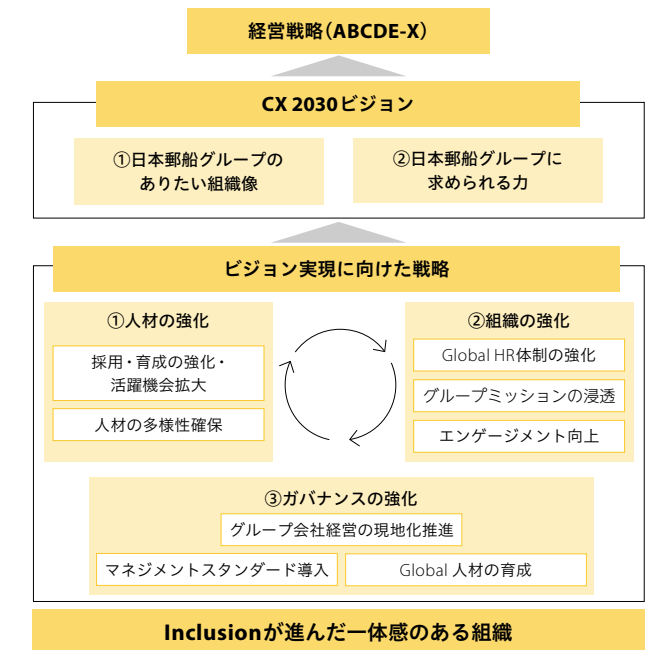 経営戦略（ABCDE-X）
CX 2030ビジョン
①日本郵船グループの
ありたい組織像
②日本郵船グループに
求められる力
ビジョン実現に向けた戦略
①人材の強化
採用・育成の強化・
活躍機会拡大
人材の多様性確保
②組織の強化
Global HR体制の強化
グループミッションの浸透
エンゲージメント向上
③ガバナンスの強化
グループ会社経営の現地化推進
マネジメントスタンダード導入
Global 人材の育成
Inclusionが進んだ一体感のある組織